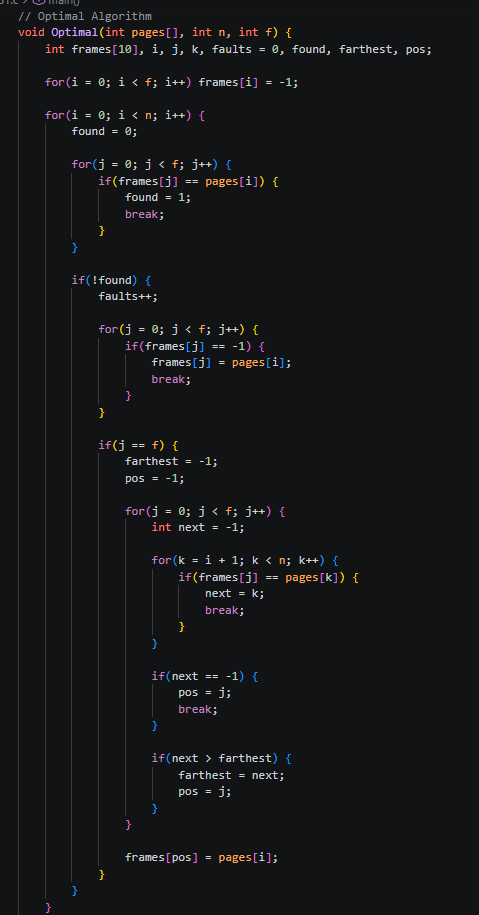 main()
// Optimal Algorithm
void Optimal(int pages[], int n, int f) {
    int frames[10], i, j, k, faults = 0, found, farthest, pos;

    for(i = 0; i < f; i++) frames[i] = -1;

    for(i = 0; i < n; i++) {
        found = 0;

        for(j = 0; j < f; j++) {
            if(frames[j] == pages[i]) {
                found = 1;
                break;
            }
        }

        if(!found) {
            faults++;

            for(j = 0; j < f; j++) {
                if(frames[j] == -1) {
                    frames[j] = pages[i];
                    break;
                }
            }

            if(j == f) {
                farthest = -1;
                pos = -1;

                for(j = 0; j < f; j++) {
                    int next = -1;

                    for(k = i + 1; k < n; k++) {
                        if(frames[j] == pages[k]) {
                            next = k;
                            break;
                        }
                    }

                    if(next == -1) {
                        pos = j;
                        break;
                    }

                    if(next > farthest) {
                        farthest = next;
                        pos = j;
                    }
                }

                frames[pos] = pages[i];
            }
        }
    }